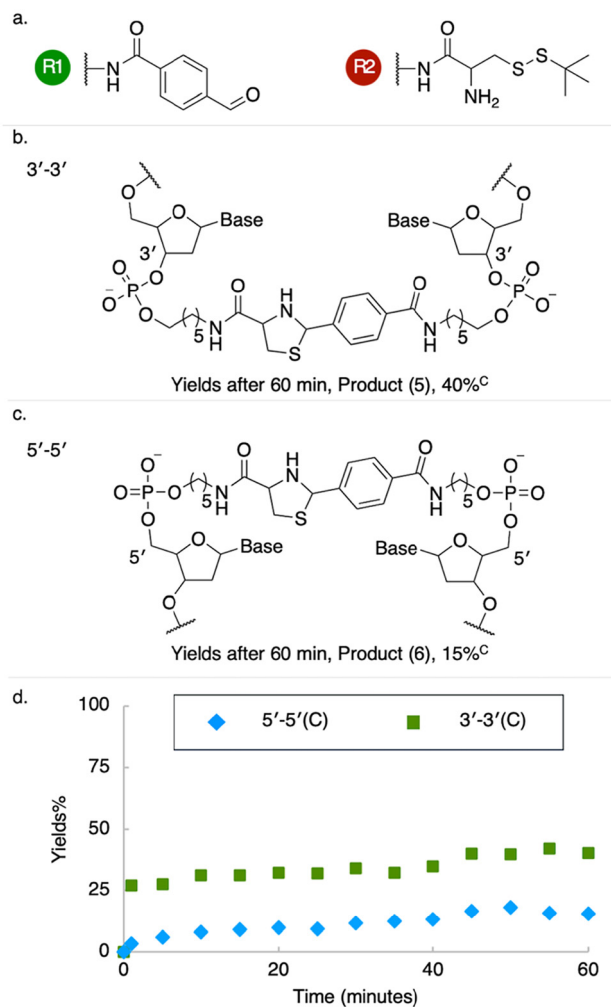 a.
R1
NH
O
O
R2
NH
O
NH2
S
S
b.
3′-3′
O
O
Base
3′
O
O
P
−
O
O
5
N
H
O
H
N
S
O
N
H
5
O
O
Base
3′
O
O
P
O
−
Yields after 60 min, Product (5), 40%C
c.
5′-5′
O−
O=P
O
O
5
N
H
O
H
N
S
O
N
H
5
O
O−
P=O
O
5′
O
Base
O
Base
O
5′
O
Yields after 60 min, Product (6), 15%C
d.
5′-5′(C) 3′-3′(C)
100
75
50
25
0
Yields%
0 20 40 60
Time (minutes)